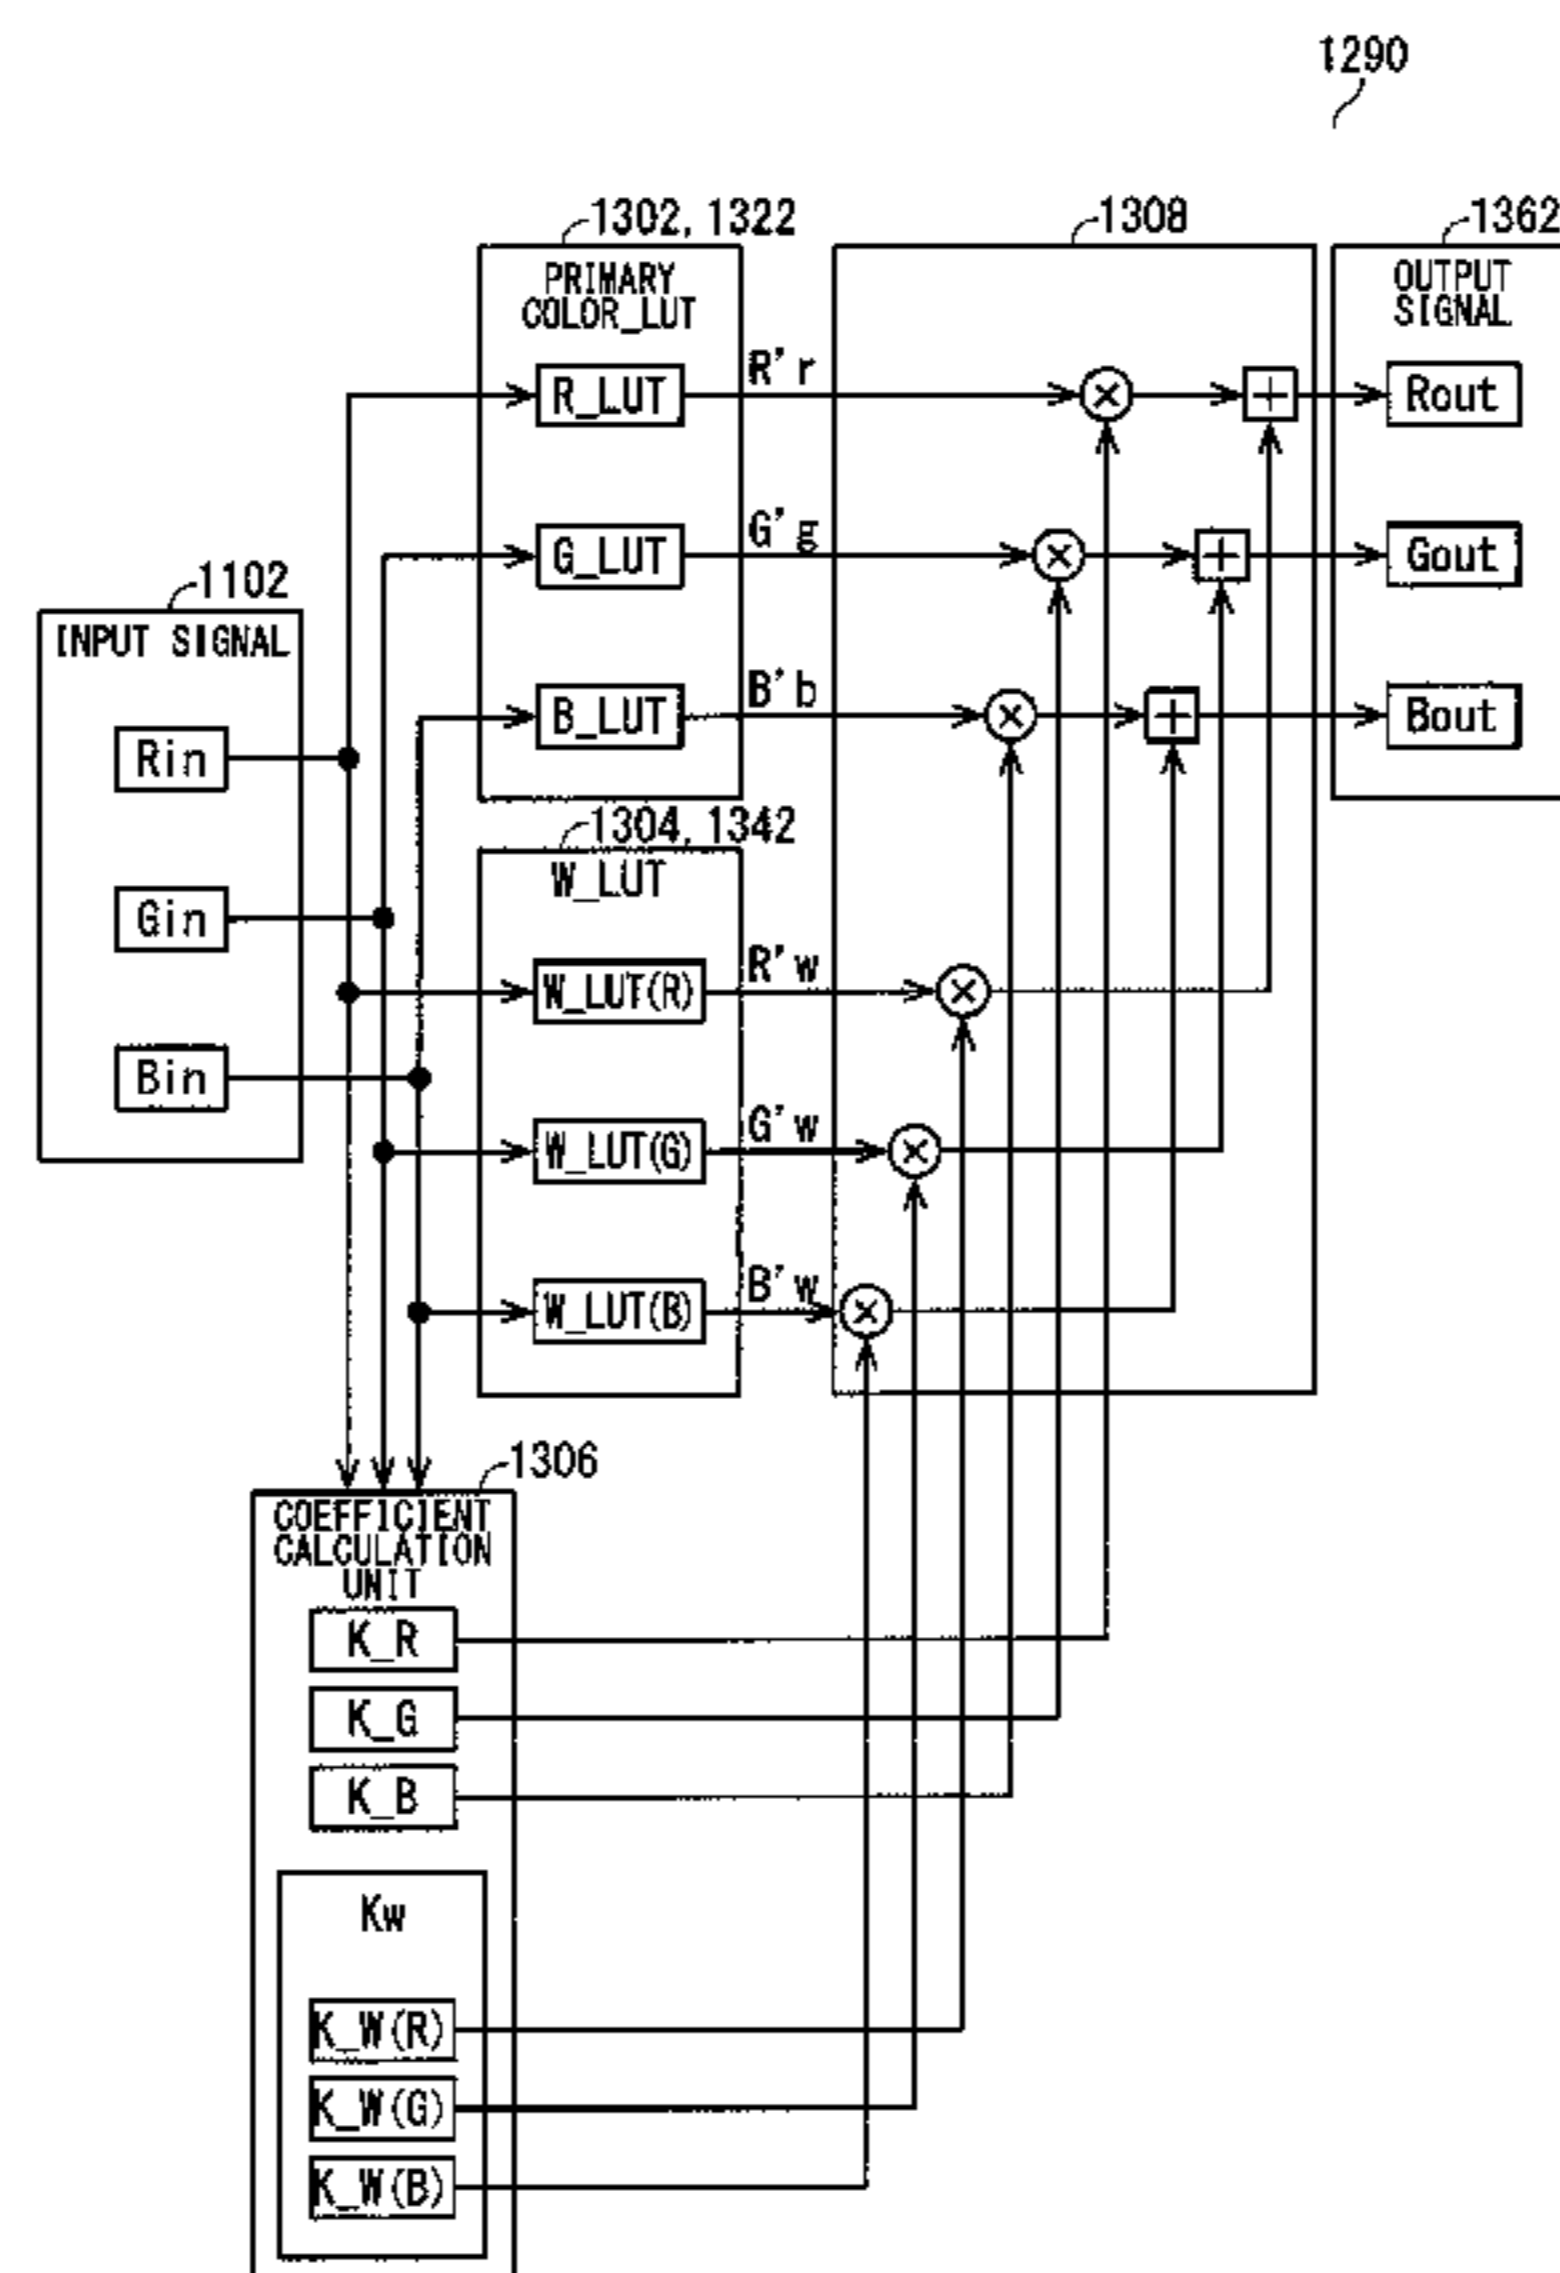 1290
1302, 1322
1308
1362
PRIMARY
COLOR_LUT
OUTPUT
SIGNAL
R_LUT
R'r
Rout
G_LUT
G'g
Gout
1102
INPUT SIGNAL
B_LUT
B'b
Bout
Rin
1304, 1342
W_LUT
Gin
W_LUT(R)
R'w
Bin
W_LUT(G)
G'w
W_LUT(B)
B'w
1306
COEFFICIENT
CALCULATION
UNIT
K_R
K_G
K_B
Kw
K_W(R)
K_W(G)
K_W(B)